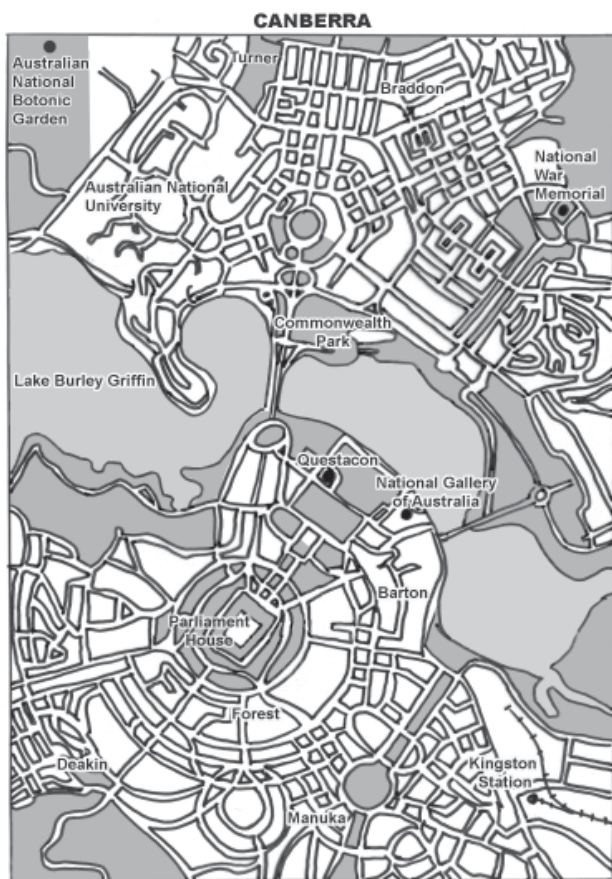 CANBERRA
Australian
National
Botonic
Garden
Turner
Braddon
National
War
Memorial
Australian National
University
Commonwealth
Park
Lake Burley Griffin
Questacon
National Gallery
of Australia
Barton
Parliament
House
Forest
Deakin
Kingston
Station
Manuka